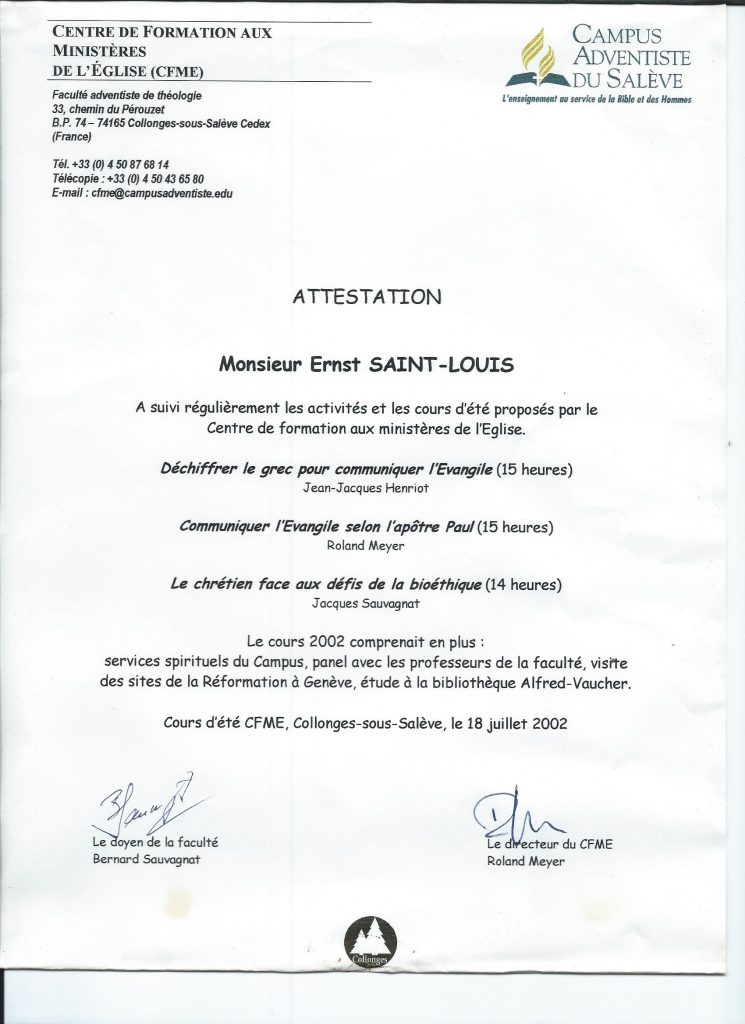 CENTRE DE FORMATION AUX
MINISTÈRES
DE L'ÉGLISE (CFME)
Faculté adventiste de théologie
33, chemin du Pérouzet
B.P. 74 – 74165 Collonges-sous-Salève Cedex
(France)
Tél. +33 (0) 4 50 87 68 14
Télécopie : +33 (0) 4 50 43 65 80
E-mail : cfme@campusadventiste.edu
CAMPUS
ADVENTISTE
DU SALÈVE
L'enseignement au service de la Bible et des Hommes
ATTESTATION
Monsieur Ernst SAINT-LOUIS
A suivi régulièrement les activités et les cours d'été proposés par le
Centre de formation aux ministères de l'Eglise.
Déchiffrer le grec pour communiquer l'Evangile (15 heures)
Jean-Jacques Henriot
Communiquer l'Evangile selon l'apôtre Paul (15 heures)
Roland Meyer
Le chrétien face aux défis de la bioéthique (14 heures)
Jacques Sauvagnat
Le cours 2002 comprenait en plus :
services spirituels du Campus, panel avec les professeurs de la faculté, visite
des sites de la Réformation à Genève, étude à la bibliothèque Alfred-Vaucher.
Cours d'été CFME, Collonges-sous-Salève, le 18 juillet 2002
Le doyen de la faculté
Bernard Sauvagnat
Le directeur du CFME
Roland Meyer
Collonges